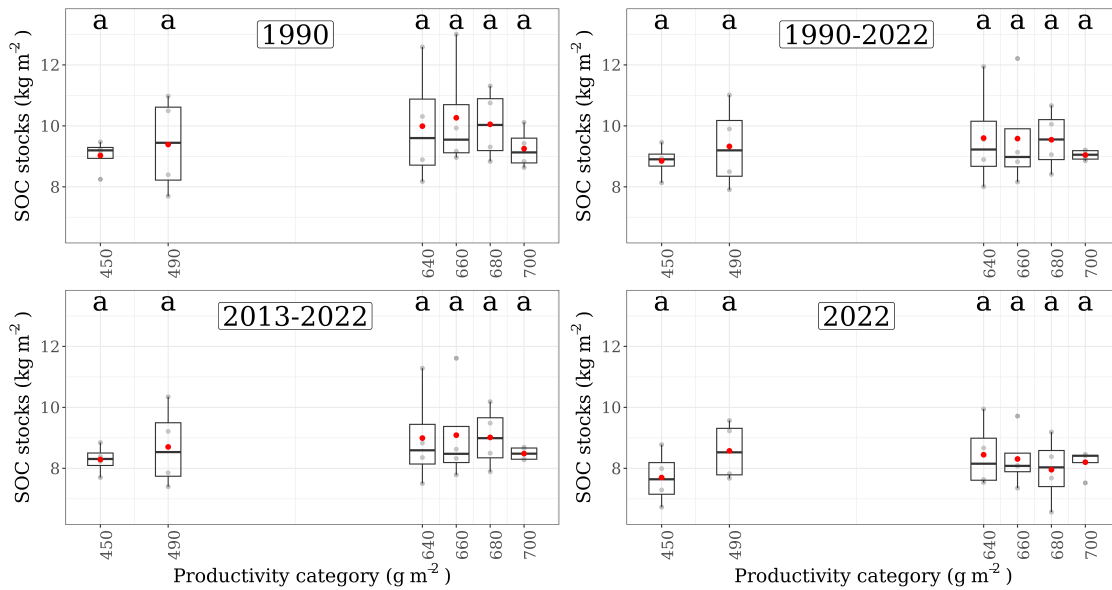 a a a a a a
1990
SOC stocks (kg m⁻²)
12
10
8
450 490 640 660 680 700
a a a a a a
1990-2022
SOC stocks (kg m⁻²)
12
10
8
450 490 640 660 680 700
a a a a a a
2013-2022
SOC stocks (kg m⁻²)
12
10
8
450 490 640 660 680 700
Productivity category (g m⁻²)
a a a a a a
2022
SOC stocks (kg m⁻²)
12
10
8
450 490 640 660 680 700
Productivity category (g m⁻²)